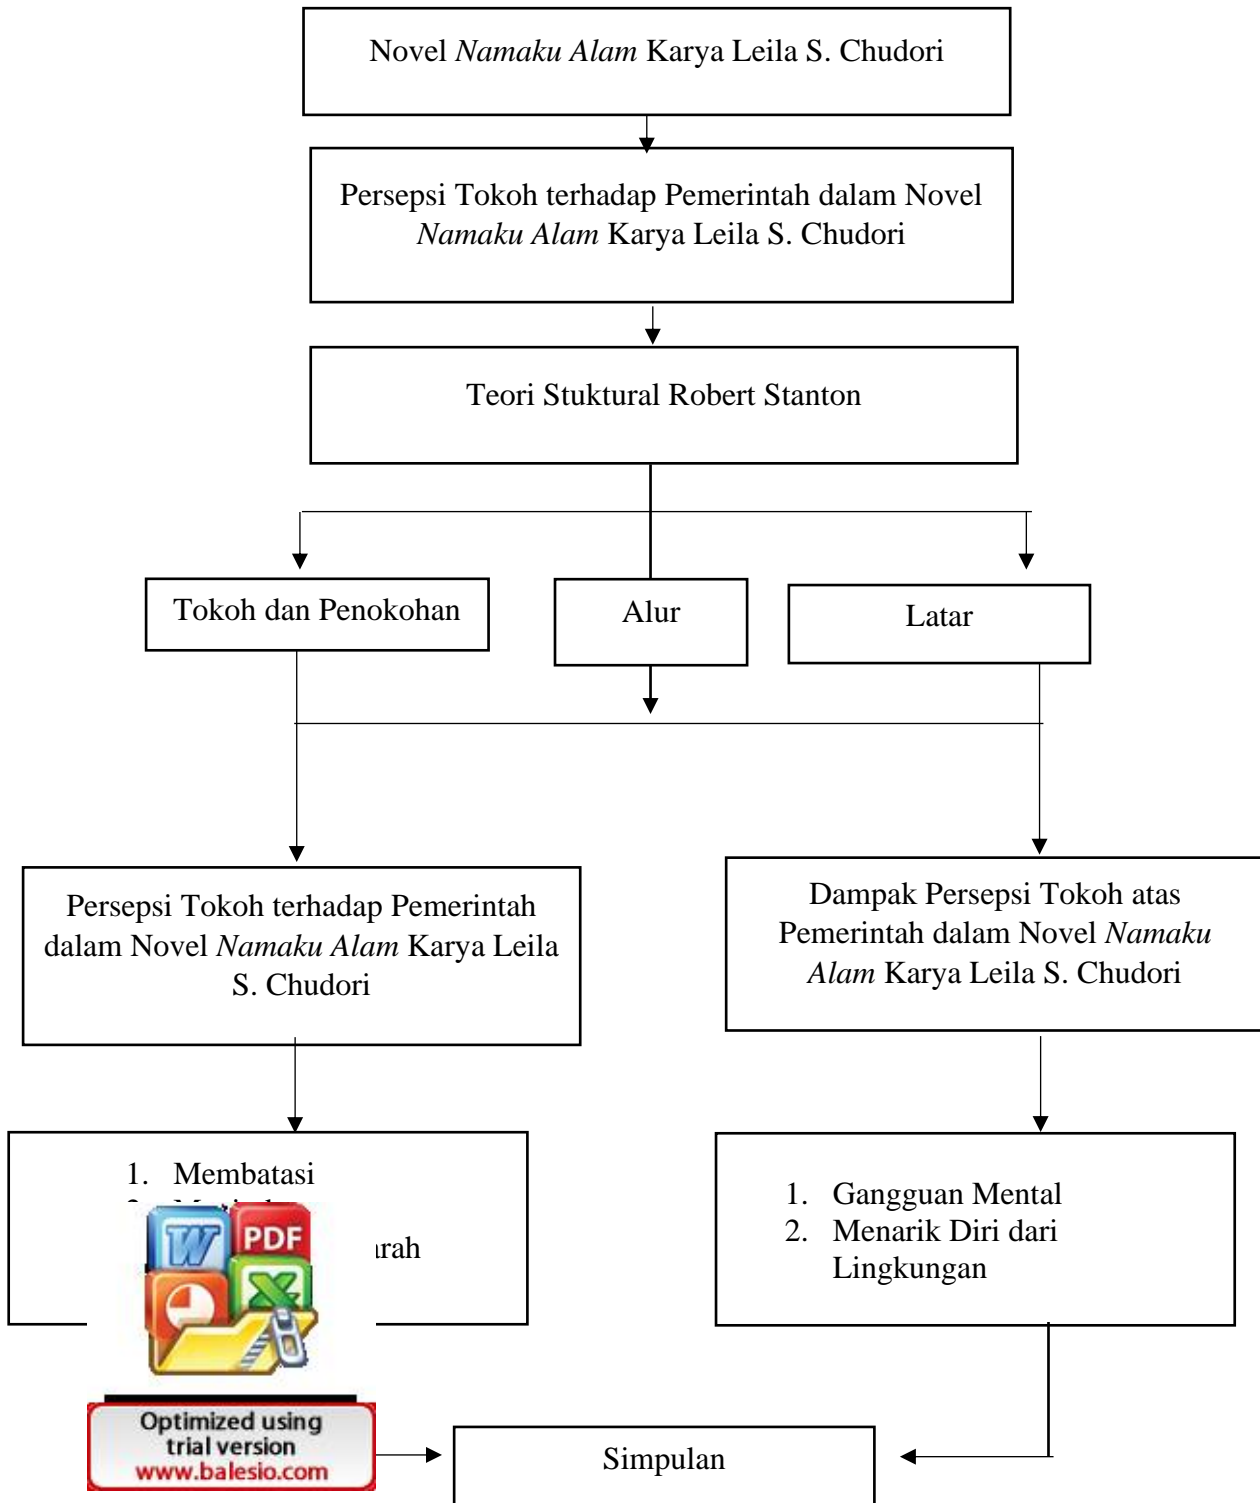 Novel Namaku Alam Karya Leila S. Chudori
Persepsi Tokoh terhadap Pemerintah dalam Novel
Namaku Alam Karya Leila S. Chudori
Teori Stuktural Robert Stanton
Tokoh dan Penokohan
Alur
Latar
Persepsi Tokoh terhadap Pemerintah
dalam Novel Namaku Alam Karya Leila
S. Chudori
Dampak Persepsi Tokoh atas
Pemerintah dalam Novel Namaku
Alam Karya Leila S. Chudori
1. Membatasi
1. Gangguan Mental
2. Menarik Diri dari
Lingkungan
W
PDF
X
Optimized using
trial version
www.balesio.com
Simpulan